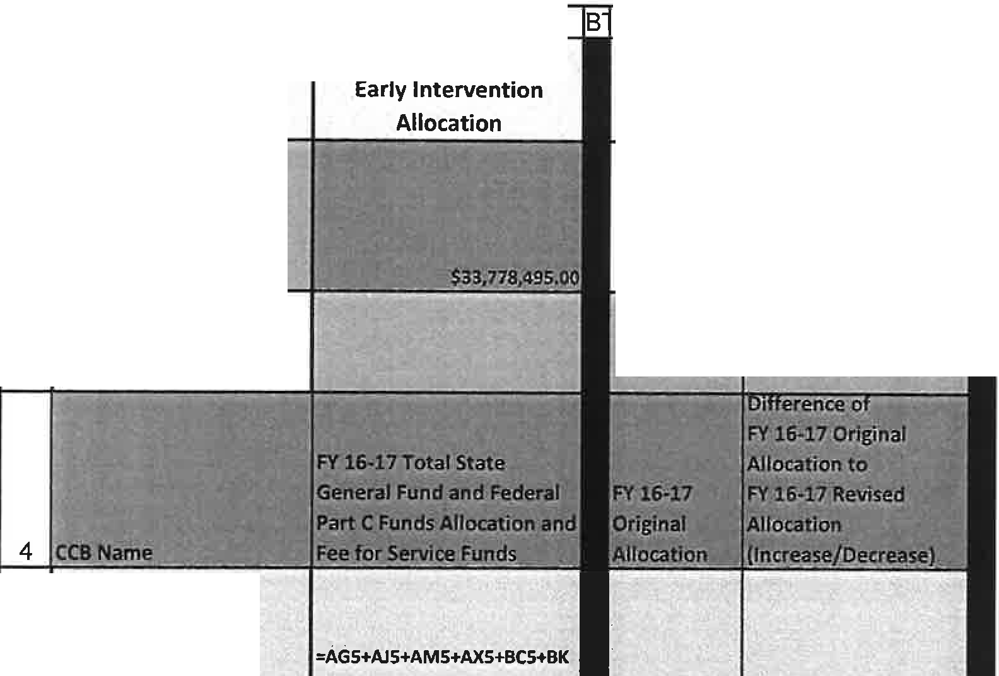 BT
Early Intervention
Allocation
$33,778,495.00
4
CCB Name
FY 16-17 Total State
General Fund and Federal
Part C Funds Allocation and
Fee for Service Funds
FY 16-17
Original
Allocation
Difference of
FY 16-17 Original
Allocation to
FY 16-17 Revised
Allocation
(Increase/Decrease)
=AG5+AJ5+AM5+AX5+BC5+BK